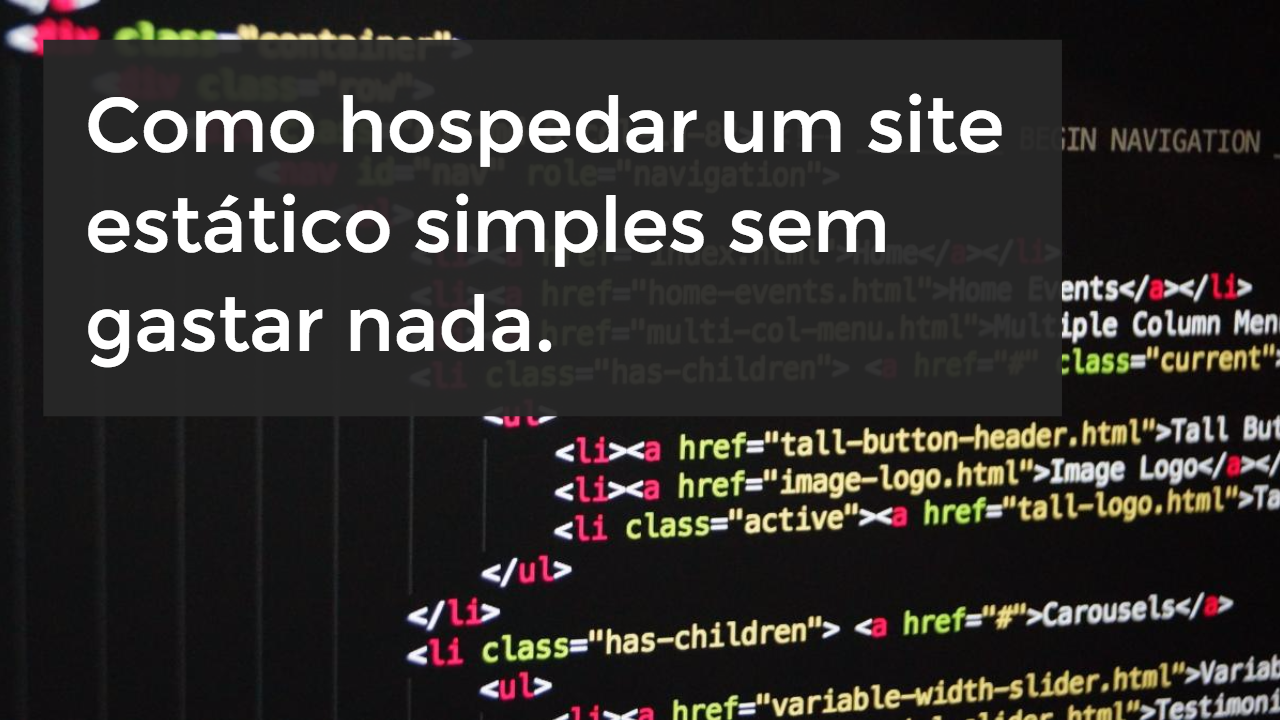 <div class="container">
<div class="row">
Como hospedar um site
BEGIN NAVIGATION
<nav id="nav" role="navigation">
estático simples sem
<li><a href="index.html">Home</a></li>
<li><a href="home-events.html">Home Events</a></li>
gastar nada.
href="multi-col-menu.html">Multiple Column Men
<li class="has-children"> <a href="#" class="current">
<ul>
<li><a href="tall-button-header.html">Tall But
<li><a href="image-logo.html">Image Logo</a></
<li class="active"><a href="tall-logo.html">Ta
</ul>
</li>
<li class="has-children"> <a href="#">Carousels</a>
<ul>
<li><a href="variable-width-slider.html">Variab
slider.html">Testimoni